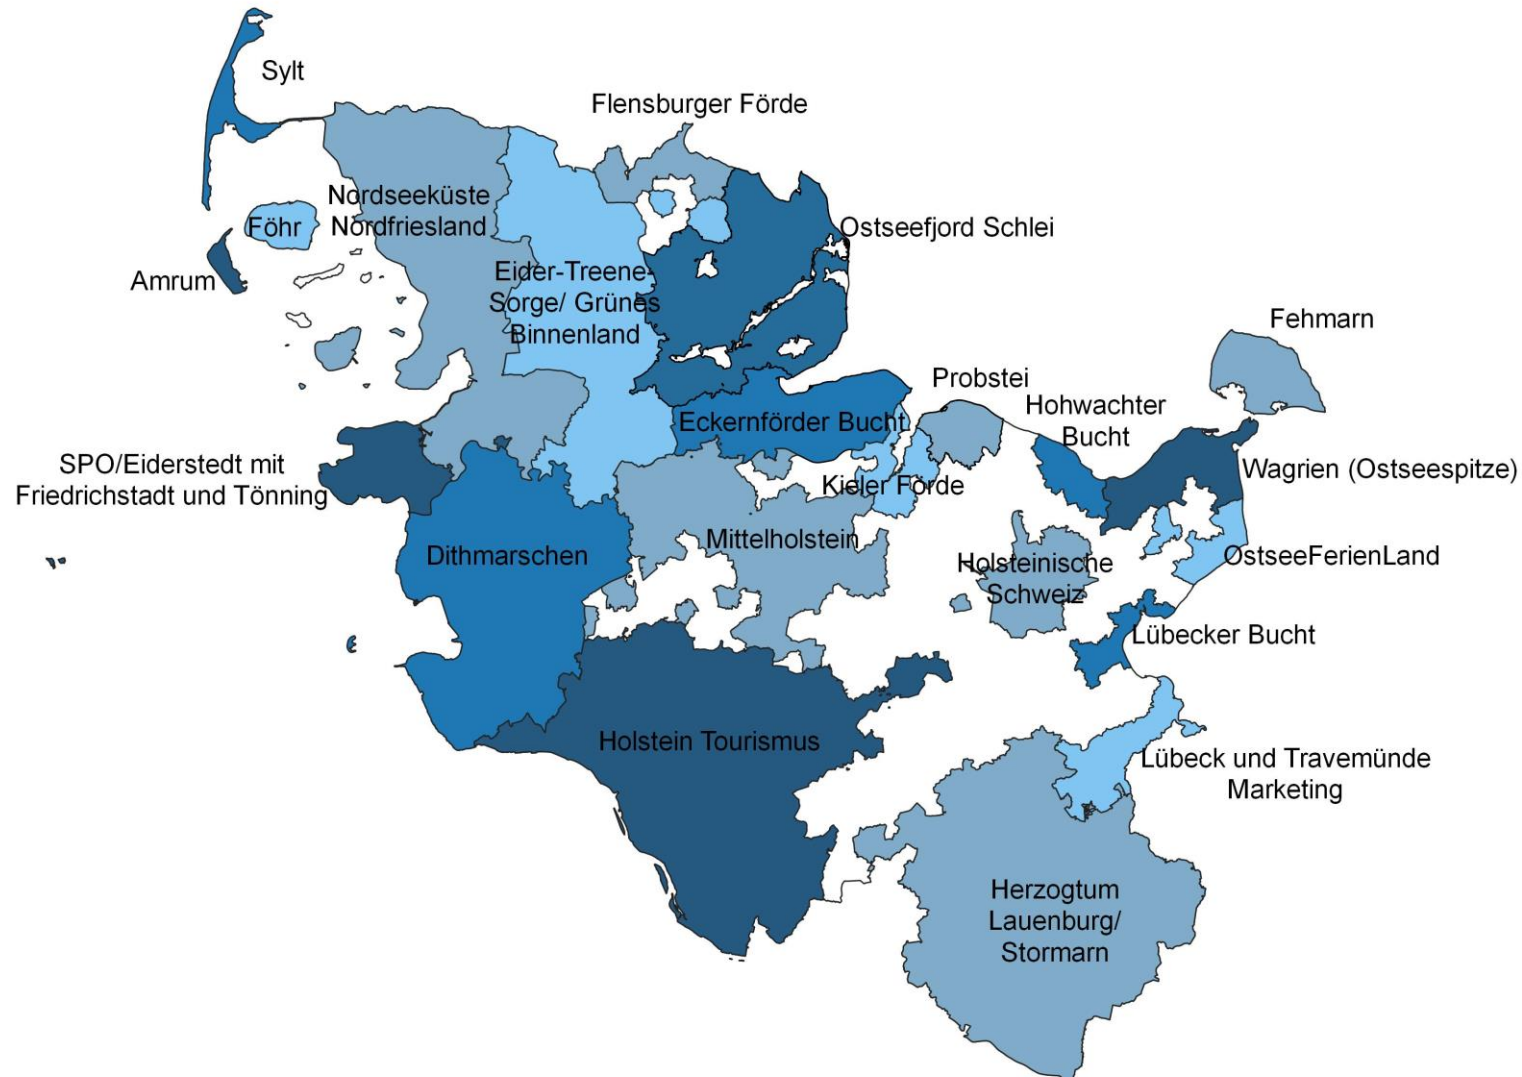 Sylt
Flensburger Förde
Nordseeküste
Nordfriesland
Föhr
Ostseefjord Schlei
Amrum
Eider-Treene-
Sorge/ Grünes
Binnenland
Fehmarn
Probstei
Hohwachter
Bucht
Eckernförder Bucht
SPO/Eiderstedt mit
Friedrichstadt und Tönning
Wagrien (Ostseespitze)
Kieler Förde
Mittelholstein
Dithmarschen
Holsteinische
Schweiz
OstseeFerienLand
Lübecker Bucht
Holstein Tourismus
Lübeck und Travemünde
Marketing
Herzogtum
Lauenburg/
Stormarn